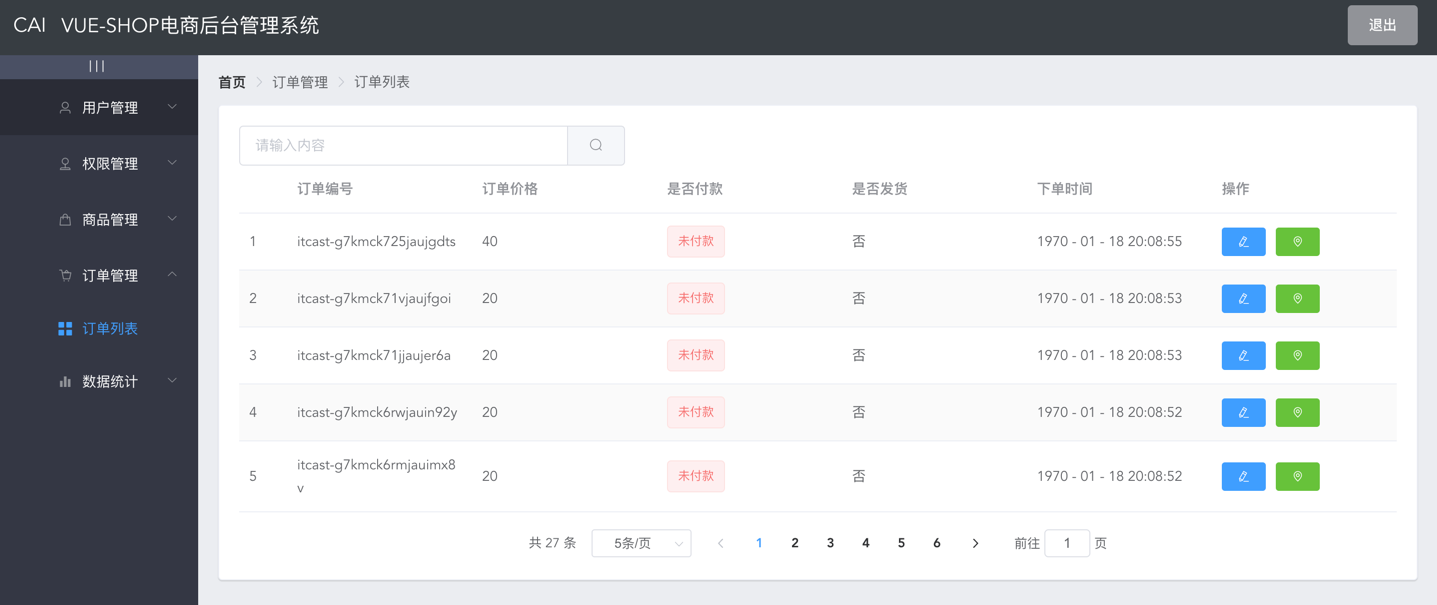 CAI VUE-SHOP电商后台管理系统
退出
|||
用户管理
权限管理
商品管理
订单管理
订单列表
数据统计
首页 > 订单管理 > 订单列表
请输入内容
订单编号 订单价格 是否付款 是否发货 下单时间 操作
1 itcast-g7kmck725jaujgdts 40 未付款 否 1970 - 01 - 18 20:08:55
2 itcast-g7kmck71vjaujfgoi 20 未付款 否 1970 - 01 - 18 20:08:53
3 itcast-g7kmck71jjaujer6a 20 未付款 否 1970 - 01 - 18 20:08:53
4 itcast-g7kmck6rwjauin92y 20 未付款 否 1970 - 01 - 18 20:08:52
5 itcast-g7kmck6rmjauimx8 20 未付款 否 1970 - 01 - 18 20:08:52
v
共 27 条 5条/页 1 2 3 4 5 6 前往 1 页